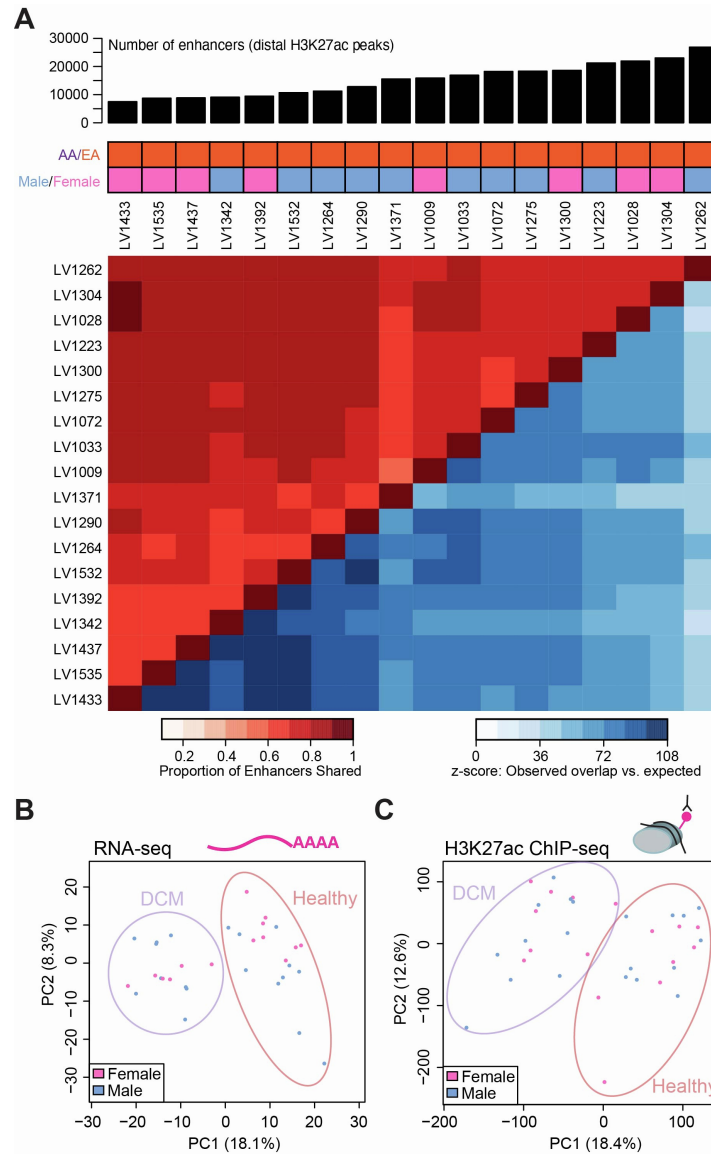 A
Number of enhancers (distal H3K27ac peaks)
50000
30000
10000
0
AA/EA
Male/Female
LV1433 LV1535 LV1437 LV1342 LV1392 LV1532 LV1264 LV1290 LV1371 LV1009 LV1033 LV1072 LV1275 LV1300 LV1223 LV1028 LV1304 LV1262
LV1262
LV1304
LV1028
LV1223
LV1300
LV1275
LV1072
LV1033
LV1009
LV1371
LV1290
LV1264
LV1532
LV1392
LV1342
LV1437
LV1535
LV1433
0.2 0.4 0.6 0.8 1
Proportion of Enhancers Shared
0 36 72 108
z-score: Observed overlap vs. expected
B
RNA-seq
AAAA
DCM
Healthy
PC2 (8.3%)
20
10
0
−10
−20
−30
Female
Male
−30 −20 −10 0 10 20 30
PC1 (18.1%)
C
H3K27ac ChIP-seq
DCM
Healthy
PC2 (12.6%)
100
0
−100
−200
Female
Male
−200 −100 0 100
PC1 (18.4%)